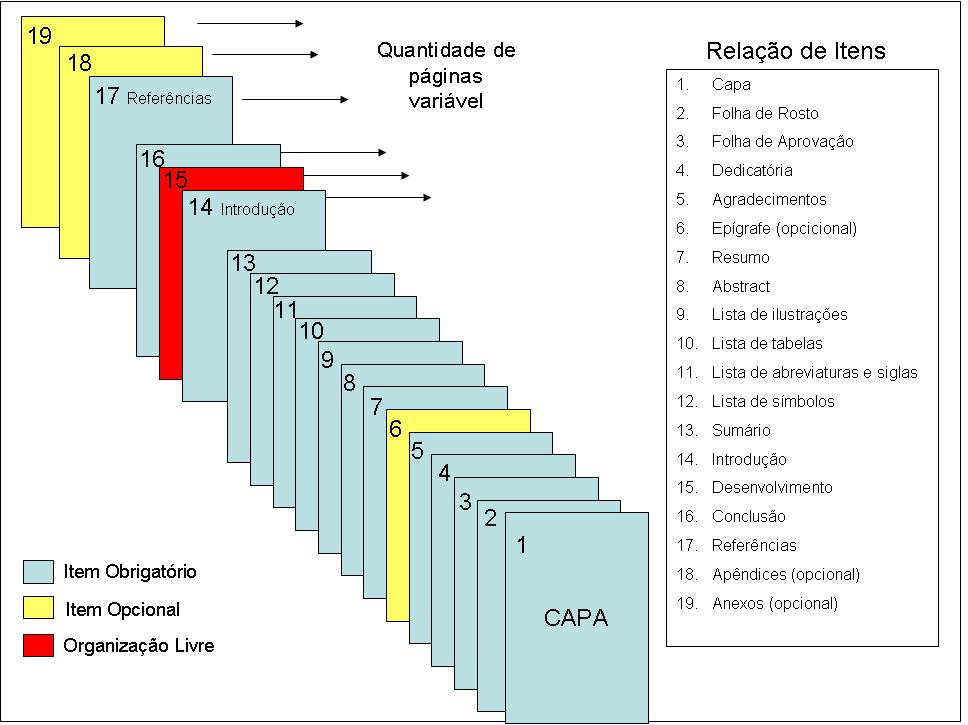 19
18
17 Referências
16
15
14 Introdução
13
12
11
10
9
8
7
6
5
4
3
2
1
CAPA
Quantidade de
páginas
variável
Relação de Itens
1. Capa
2. Folha de Rosto
3. Folha de Aprovação
4. Dedicatória
5. Agradecimentos
6. Epígrafe (opcicional)
7. Resumo
8. Abstract
9. Lista de ilustrações
10. Lista de tabelas
11. Lista de abreviaturas e siglas
12. Lista de símbolos
13. Sumário
14. Introdução
15. Desenvolvimento
16. Conclusão
17. Referências
18. Apêndices (opcional)
19. Anexos (opcional)
Item Obrigatório
Item Opcional
Organização Livre